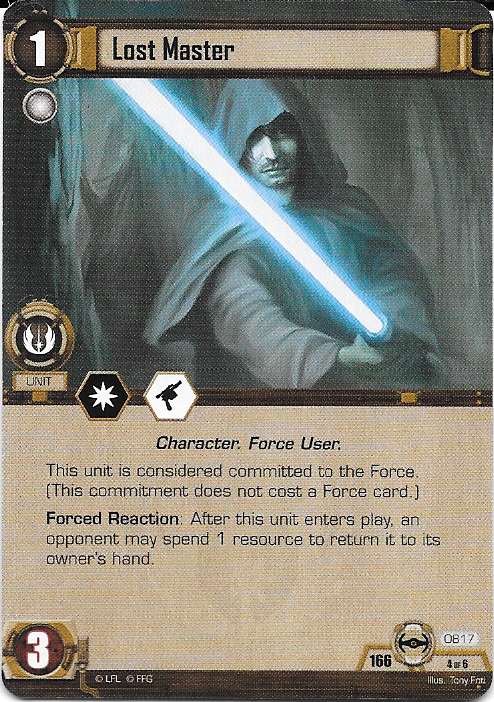 1
Lost Master
UNIT
Character. Force User.
This unit is considered committed to the Force.
(This commitment does not cost a Force card.)
Forced Reaction: After this unit enters play, an
opponent may spend 1 resource to return it to its
owner's hand.
3
0817
166
4 OF 6
© LFL © FFG
Illus. Tony Foti